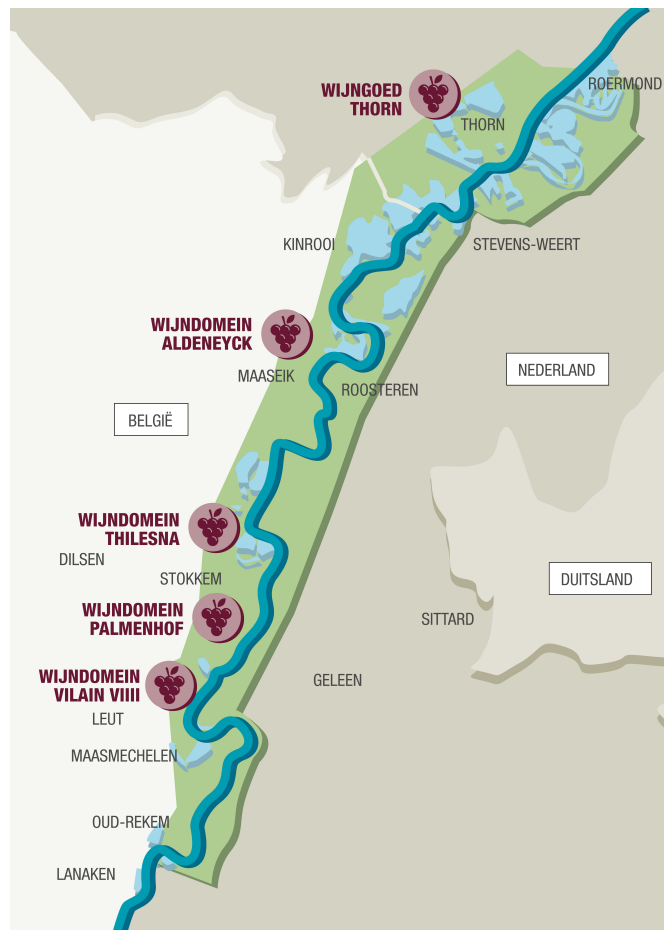 ROERMOND
WIJNGOED
THORN
THORN
KINROOI
STEVENS-WEERT
WIJNDOMEIN
ALDENEYCK
MAASEIK
NEDERLAND
ROOSTEREN
BELGIË
WIJNDOMEIN
THILESNA
DILSEN
STOKKEM
DUITSLAND
WIJNDOMEIN
PALMENHOF
SITTARD
WIJNDOMEIN
VILAIN VIIII
GELEEN
LEUT
MAASMECHELEN
OUD-REKEM
LANAKEN